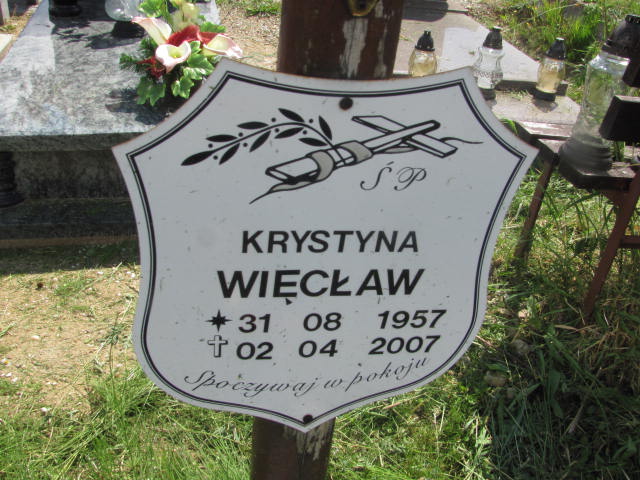 ŚP
KRYSTYNA
WIĘCŁAW
✶ 31 08 1957
✝ 02 04 2007
Spoczywaj w pokoju